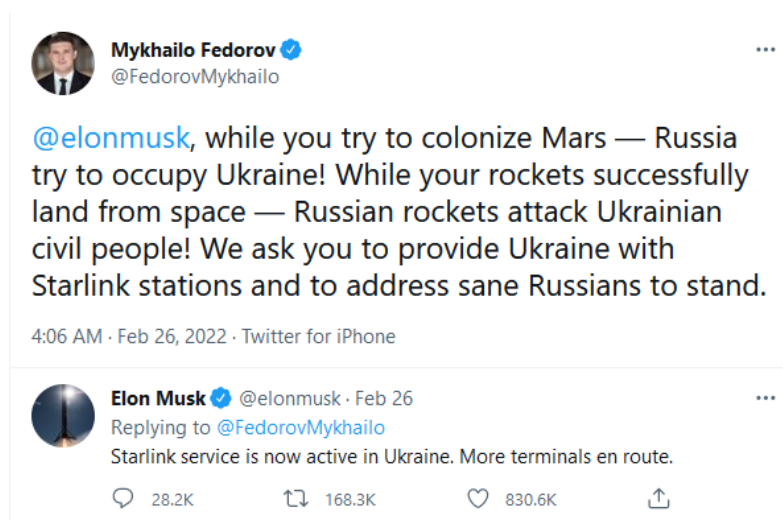 Mykhailo Fedorov
@FedorovMykhailo
@elonmusk, while you try to colonize Mars — Russia
try to occupy Ukraine! While your rockets successfully
land from space — Russian rockets attack Ukrainian
civil people! We ask you to provide Ukraine with
Starlink stations and to address sane Russians to stand.
4:06 AM · Feb 26, 2022 · Twitter for iPhone
Elon Musk @elonmusk · Feb 26
Replying to @FedorovMykhailo
Starlink service is now active in Ukraine. More terminals en route.
28.2K 168.3K 830.6K